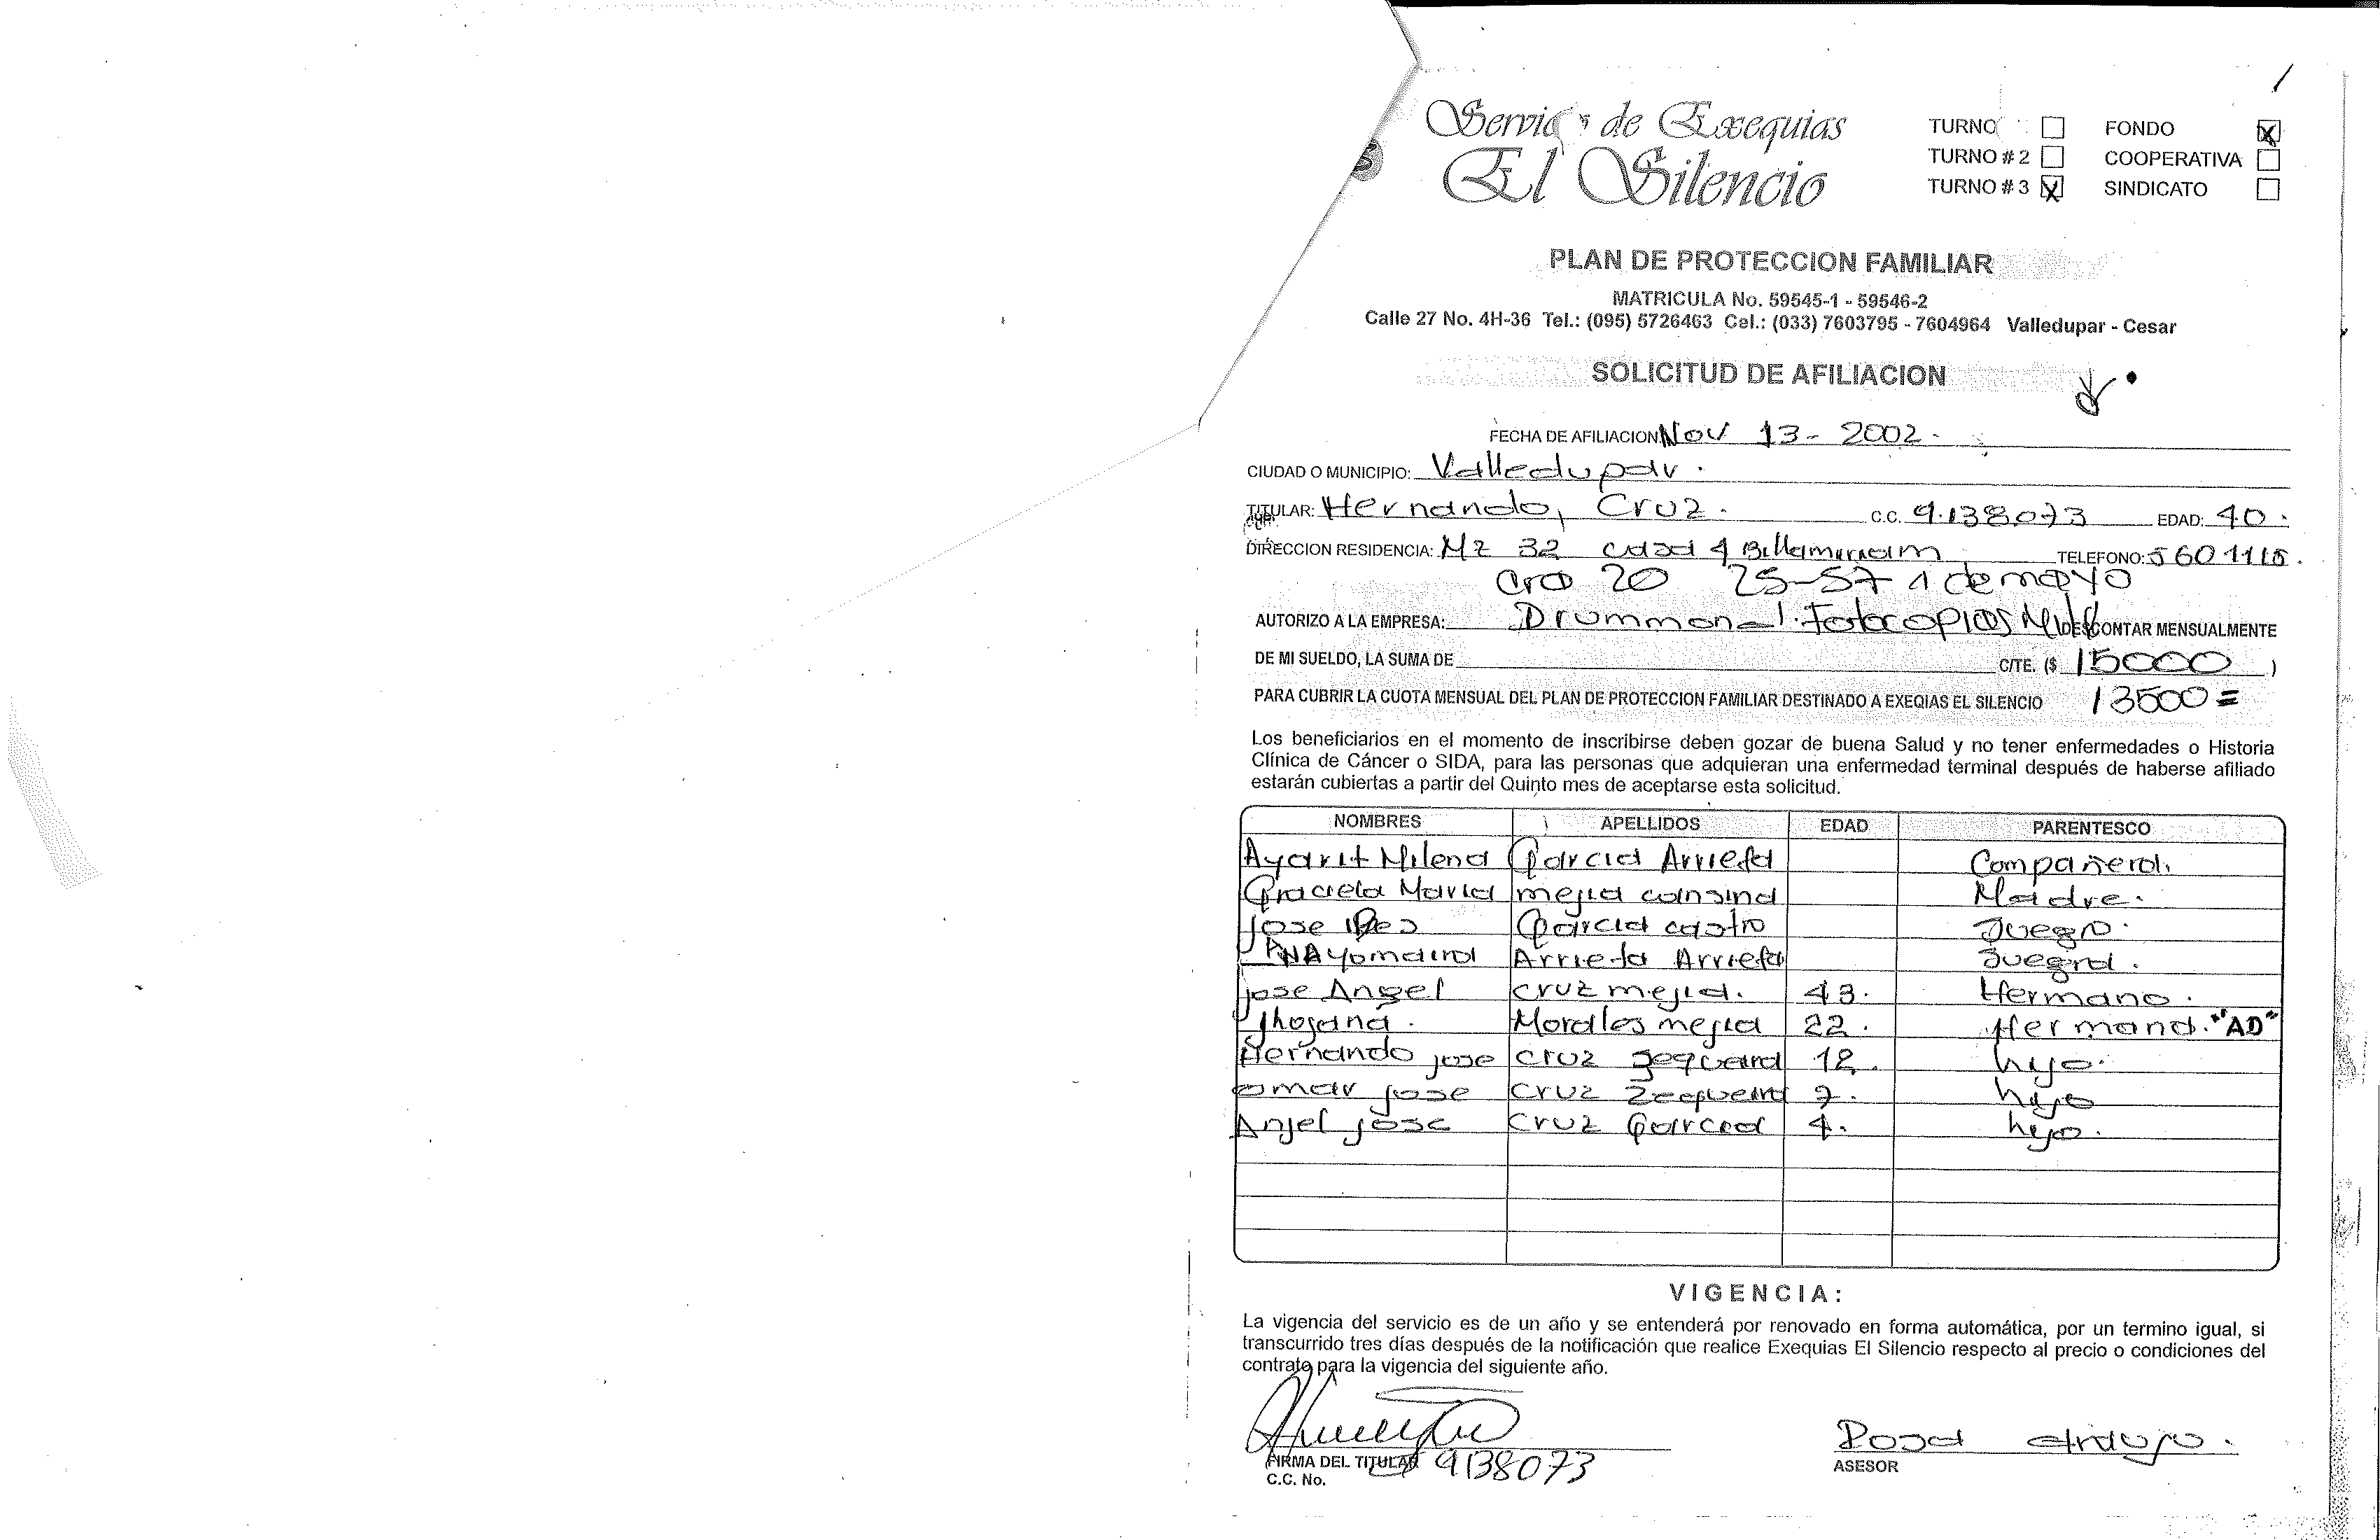 Servic s de Exequias
El Silencio
TURNO FONDO X
TURNO # 2 COOPERATIVA
TURNO # 3 X SINDICATO
PLAN DE PROTECCION FAMILIAR
MATRICULA No. 59545-1 - 59546-2
Calle 27 No. 4H-36 Tel.: (095) 5726463 Cel.: (033) 7603795 - 7604964 Valledupar - Cesar
SOLICITUD DE AFILIACION
FECHA DE AFILIACION Nov 13 - 2002.
CIUDAD O MUNICIPIO: Valledupar.
TITULAR: Hernando, Cruz. C.C. 9.138.073 EDAD: 40.
DIRECCION RESIDENCIA: Mz 32 casa 4 TELEFONO: 5601115.
Cra 20 25-57 1 de mayo
AUTORIZO A LA EMPRESA: Drummond. Fotocopias DESCONTAR MENSUALMENTE
DE MI SUELDO, LA SUMA DE C/TE. ($ 15000 )
PARA CUBRIR LA CUOTA MENSUAL DEL PLAN DE PROTECCION FAMILIAR DESTINADO A EXEQIAS EL SILENCIO 13500=
Los beneficiarios en el momento de inscribirse deben gozar de buena Salud y no tener enfermedades o Historia
Clínica de Cáncer o SIDA, para las personas que adquieran una enfermedad terminal después de haberse afiliado
estarán cubiertas a partir del Quinto mes de aceptarse esta solicitud.
NOMBRES APELLIDOS EDAD PARENTESCO
Ayarit Milena Garcia Arrieta Compañera.
Graciela Maria mejia cansina Madre.
Jose Garcia castro Suegro.
Ana Yomaira Arrieta Arrieta Suegra.
jose Angel cruz mejia. 43. Hermano.
jhosana. Morales mejia 22. Hermana. "AD"
Hernando jose cruz zequeira 12. hijo.
omar jose cruz Zequeira 7. hijo
Anjel jose cruz Garcia 4. hijo.
VIGENCIA:
La vigencia del servicio es de un año y se entenderá por renovado en forma automática, por un termino igual, si
transcurrido tres días después de la notificación que realice Exequias El Silencio respecto al precio o condiciones del
contrato para la vigencia del siguiente año.
Rosa Araujo.
FIRMA DEL TITULAR 9138073 ASESOR
C.C. No.